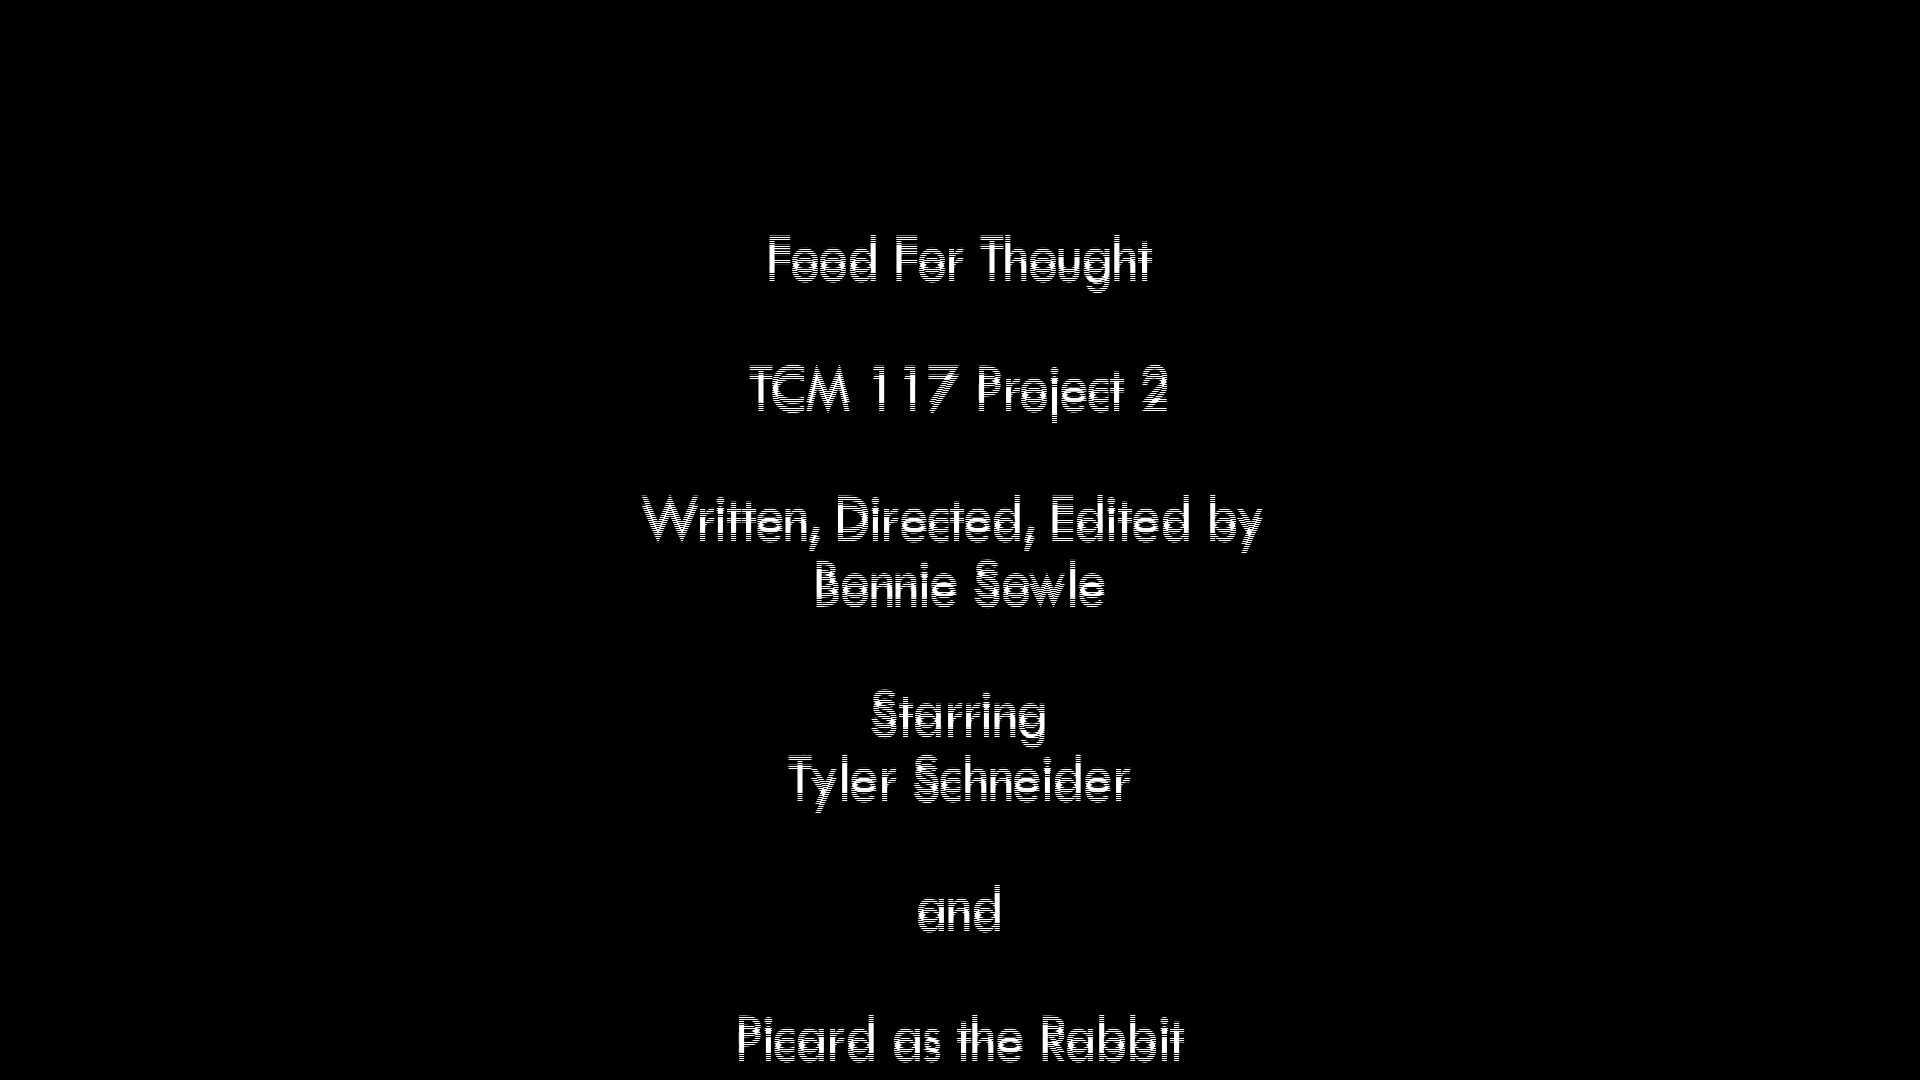 Food For Thought
TCM 117 Project 2
Written, Directed, Edited by
Bonnie Sowle
Starring
Tyler Schneider
and
Picard as the Rabbit